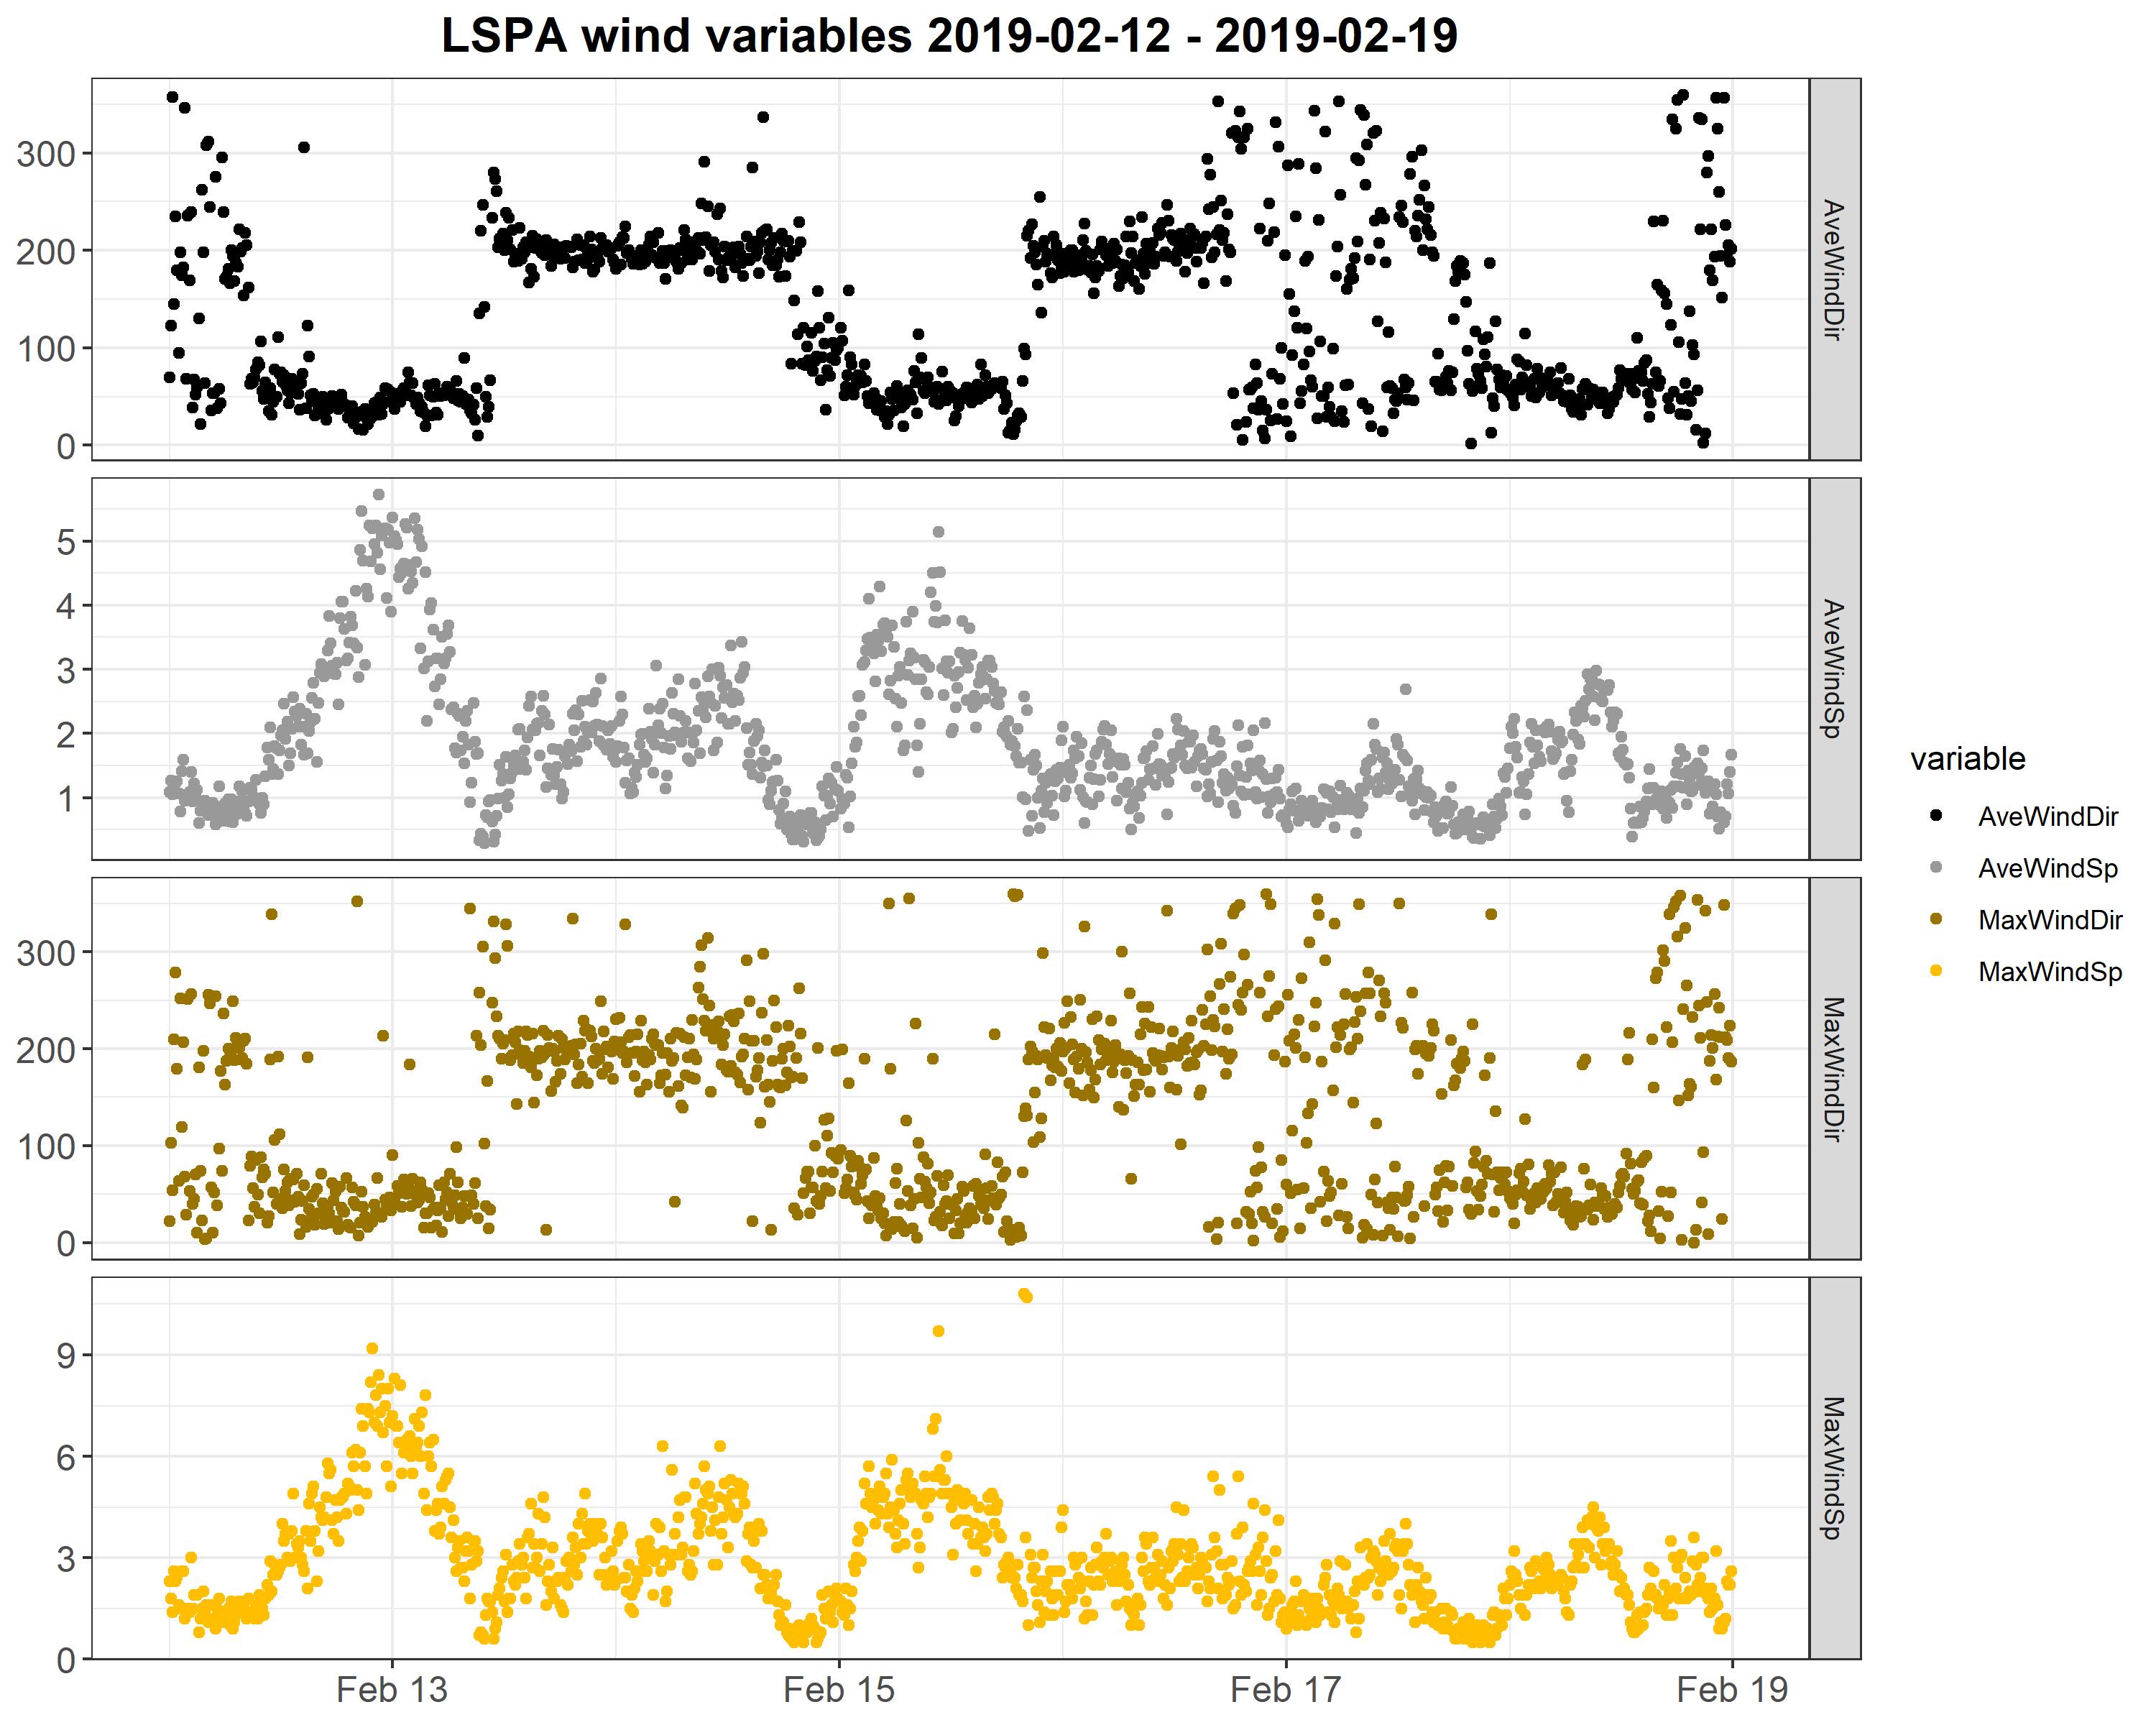 LSPA wind variables 2019-02-12 - 2019-02-19
300
200
100
0
AveWindDir
5
4
3
2
1
AveWindSp
300
200
100
0
MaxWindDir
9
6
3
0
MaxWindSp
Feb 13 Feb 15 Feb 17 Feb 19
variable
AveWindDir
AveWindSp
MaxWindDir
MaxWindSp